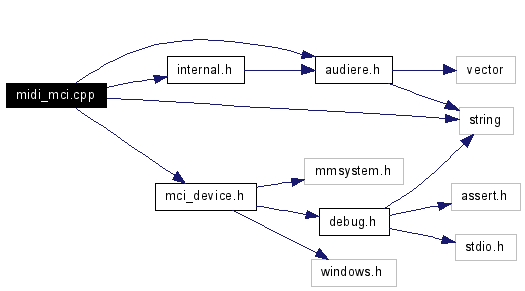 internal.h
audiere.h
vector
midi_mci.cpp
string
mmsystem.h
mci_device.h
assert.h
debug.h
stdio.h
windows.h